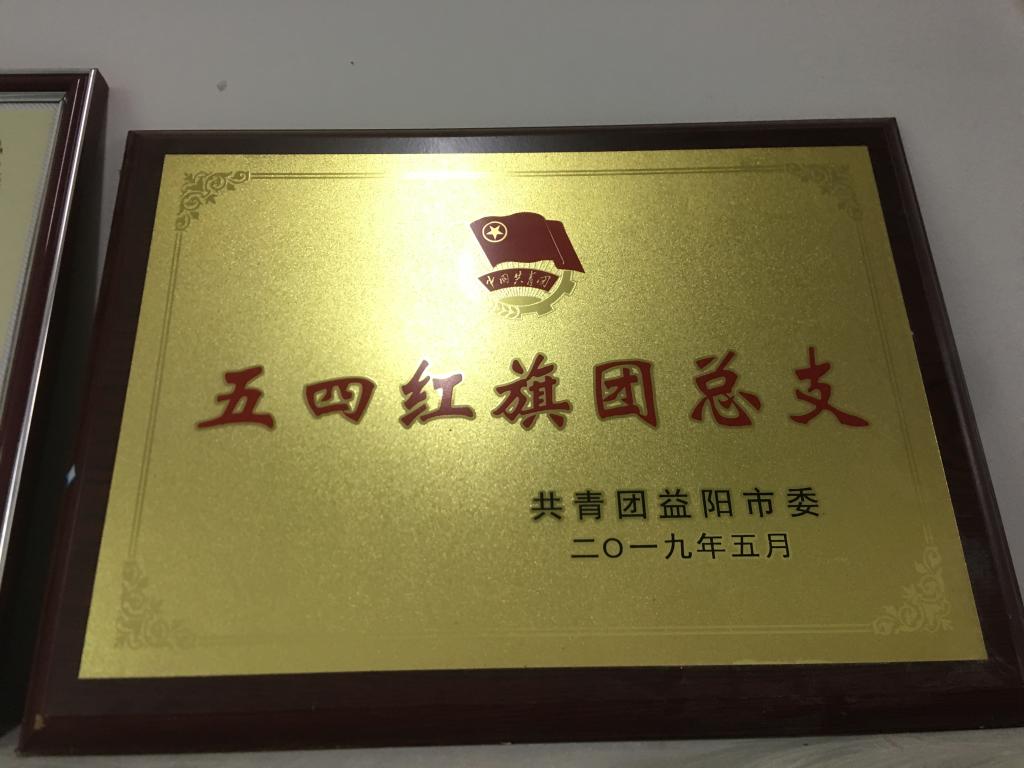 中国共青团
五四红旗团总支
共青团益阳市委
二〇一九年五月